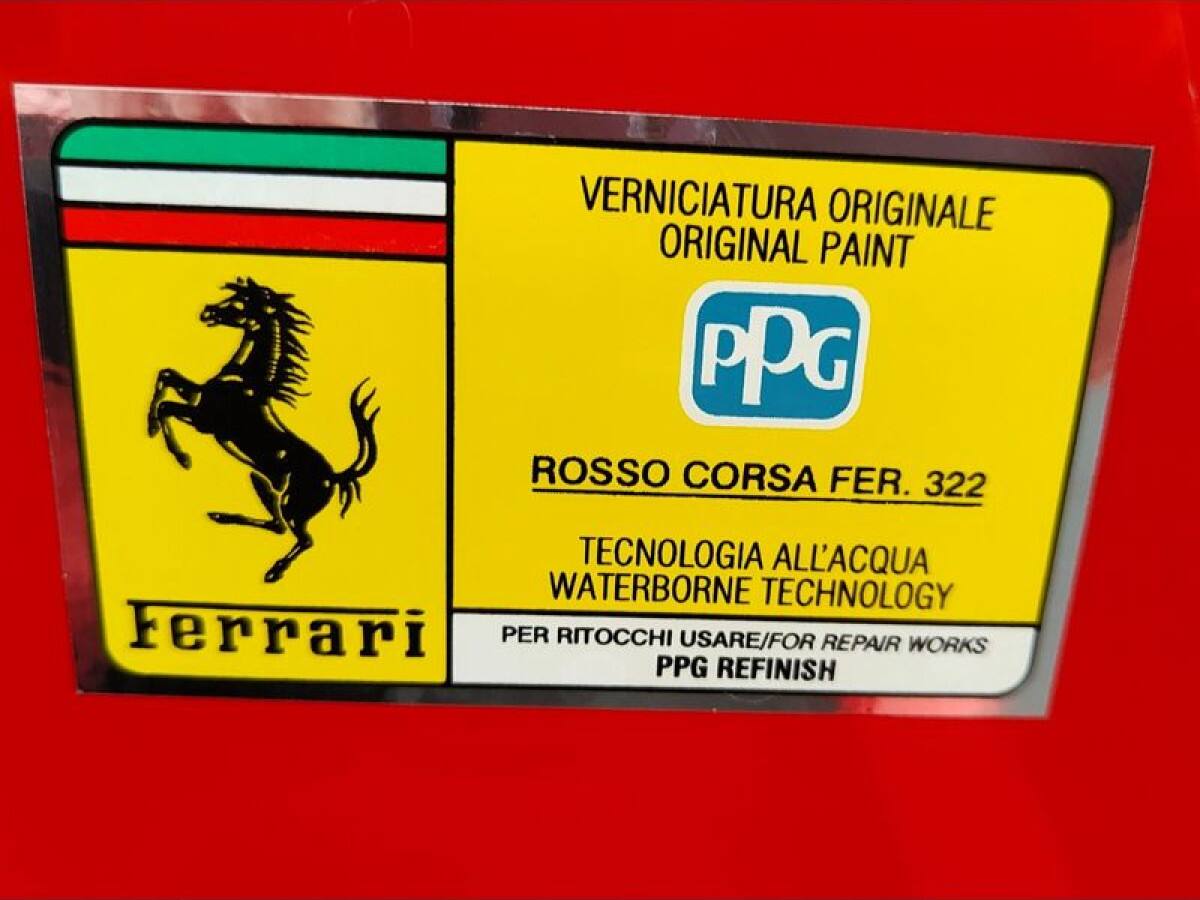 VERNICIATURA ORIGINALE
ORIGINAL PAINT
PPG
ROSSO CORSA FER. 322
TECNOLOGIA ALL'ACQUA
WATERBORNE TECHNOLOGY
PER RITOCCHI USARE/FOR REPAIR WORKS
PPG REFINISH
Ferrari